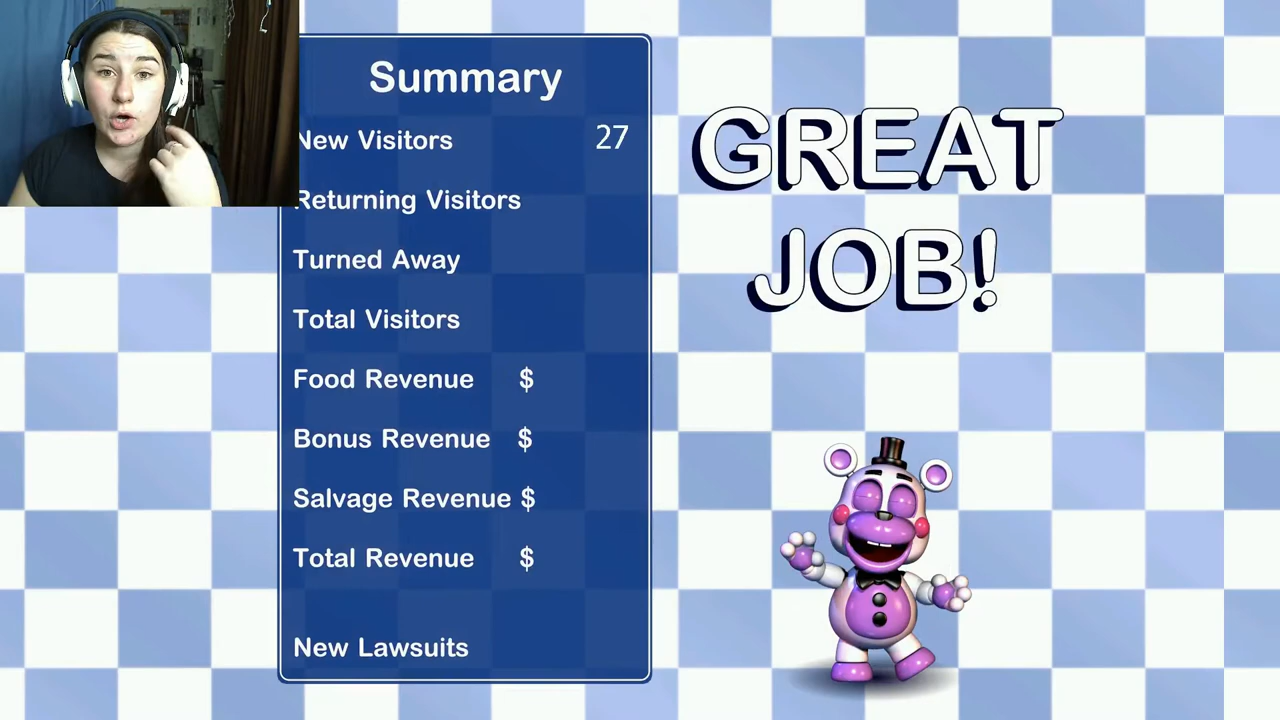 Summary
New Visitors 27
Returning Visitors
Turned Away
Total Visitors
Food Revenue $
Bonus Revenue $
Salvage Revenue $
Total Revenue $
New Lawsuits
GREAT
JOB!